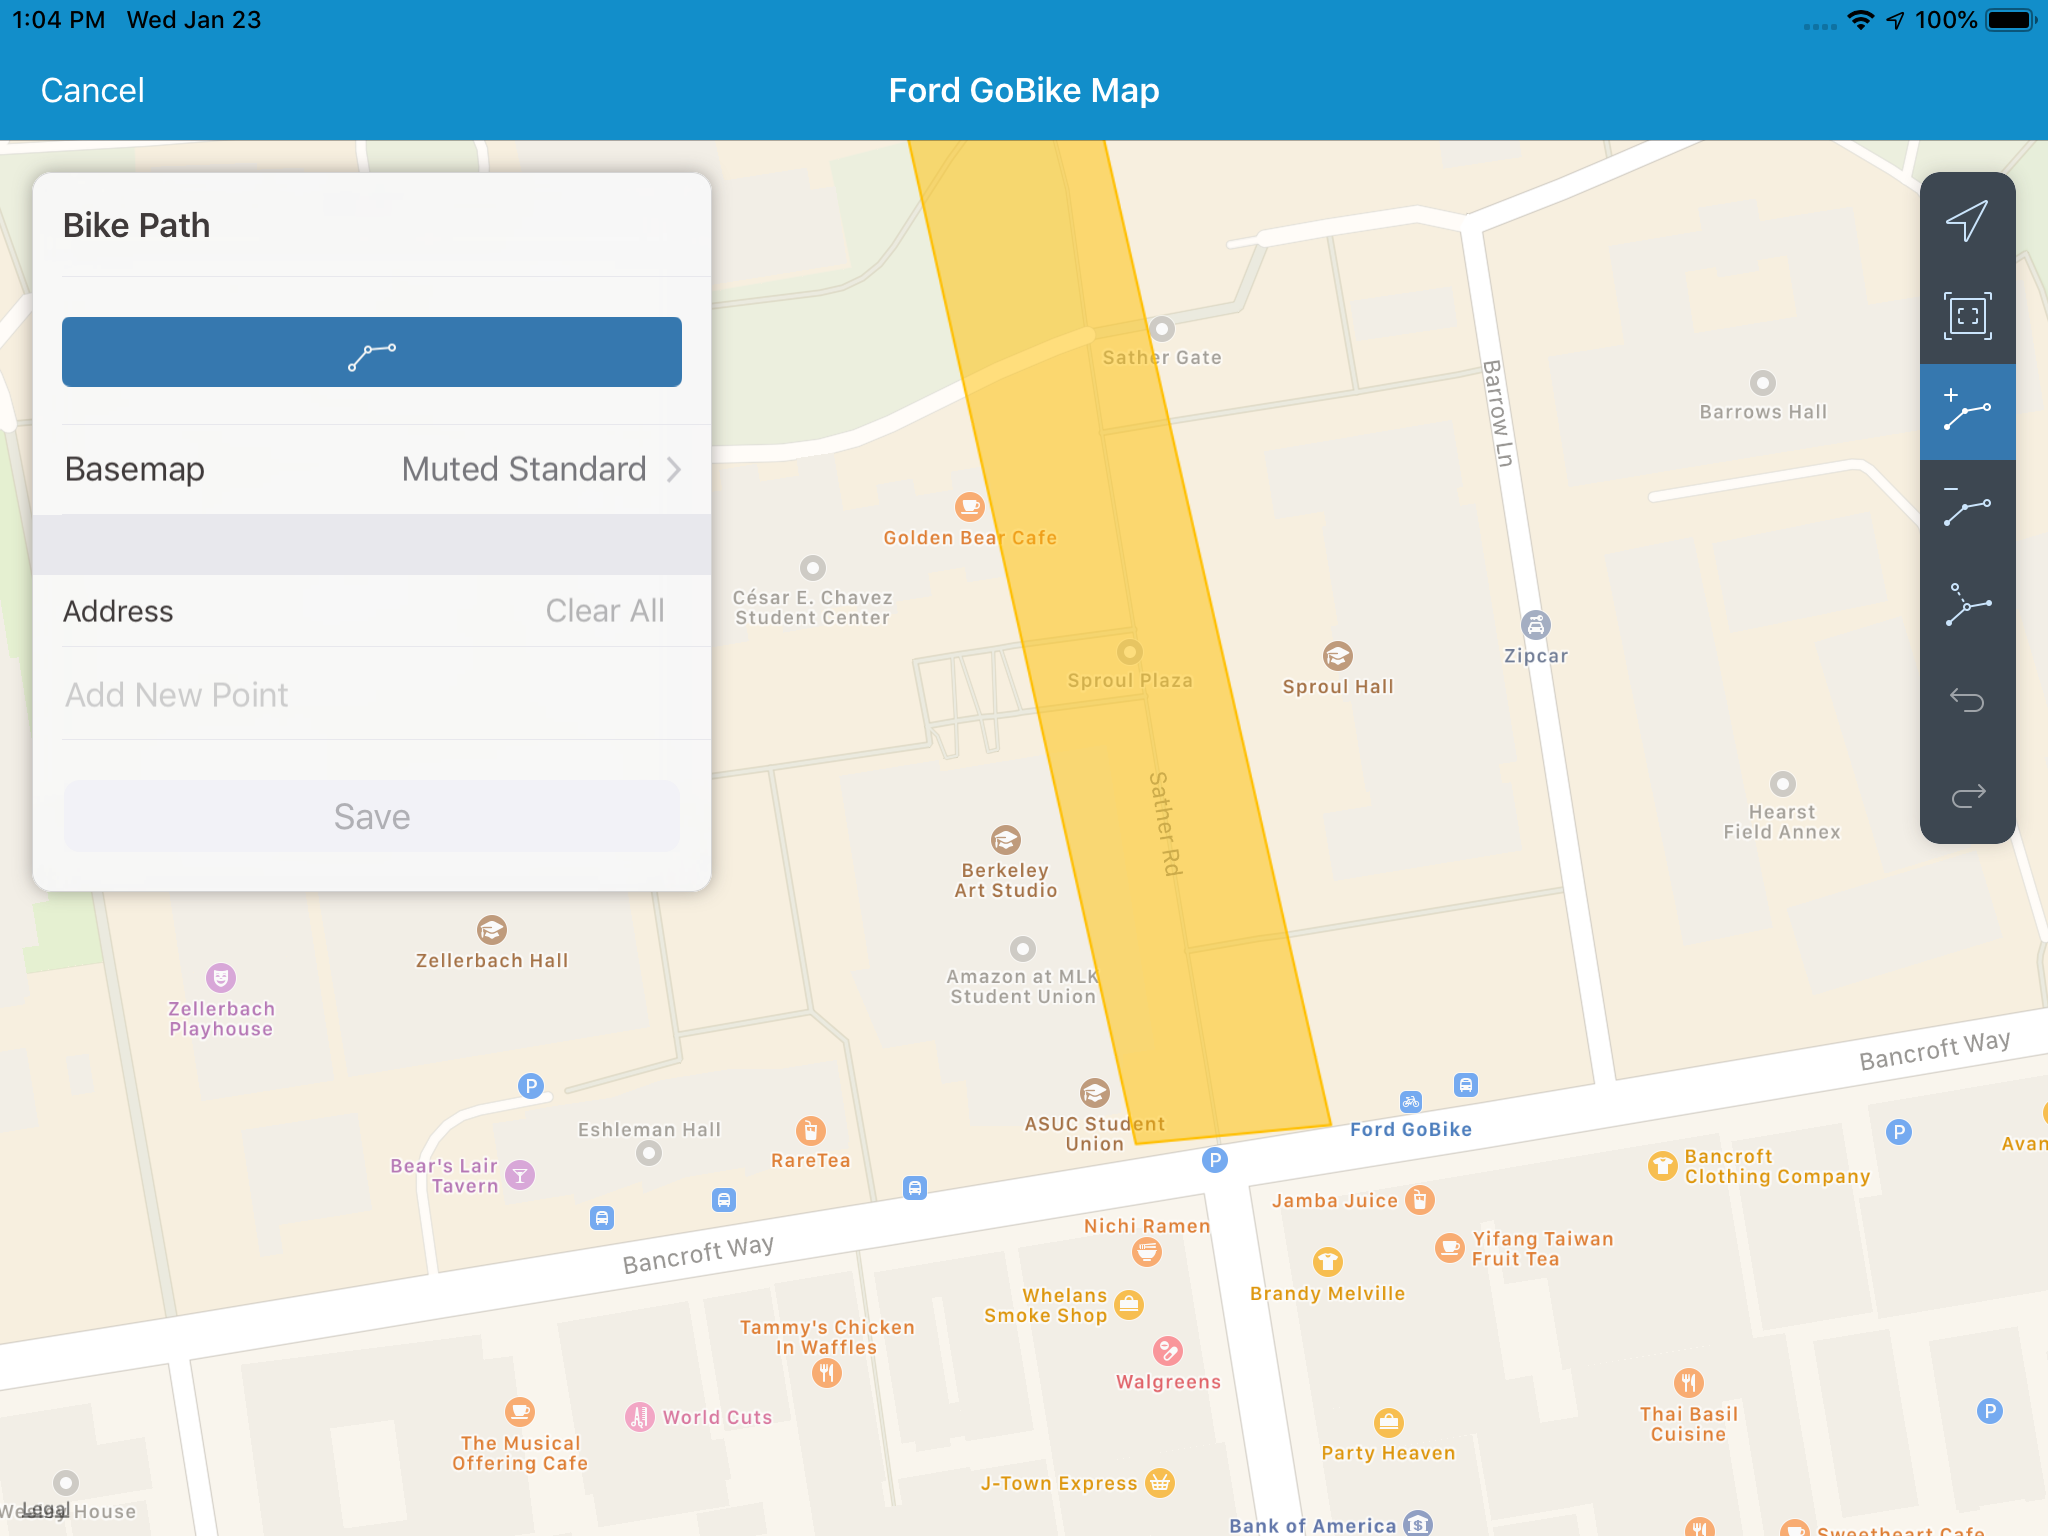 1:04 PM Wed Jan 23
100%
Cancel
Ford GoBike Map
Bike Path
Basemap
Muted Standard
Address
Clear All
Add New Point
Save
Sather Gate
Barrow Ln
Barrows Hall
Golden Bear Cafe
César E. Chavez
Student Center
Sproul Plaza
Sproul Hall
Zipcar
Sather Rd
Hearst
Field Annex
Berkeley
Art Studio
Zellerbach Hall
Amazon at MLK
Student Union
Zellerbach
Playhouse
Bancroft Way
P
ASUC Student
Union
Ford GoBike
Eshleman Hall
RareTea
P
P
Avan
Bear's Lair
Tavern
Bancroft
Clothing Company
Jamba Juice
Nichi Ramen
Bancroft Way
Yifang Taiwan
Fruit Tea
Brandy Melville
Whelans
Smoke Shop
Tammy's Chicken
In Waffles
Walgreens
World Cuts
The Musical
Offering Cafe
Party Heaven
Thai Basil
Cuisine
P
J-Town Express
Legal
House
Bank of America
Sweetheart Cafe